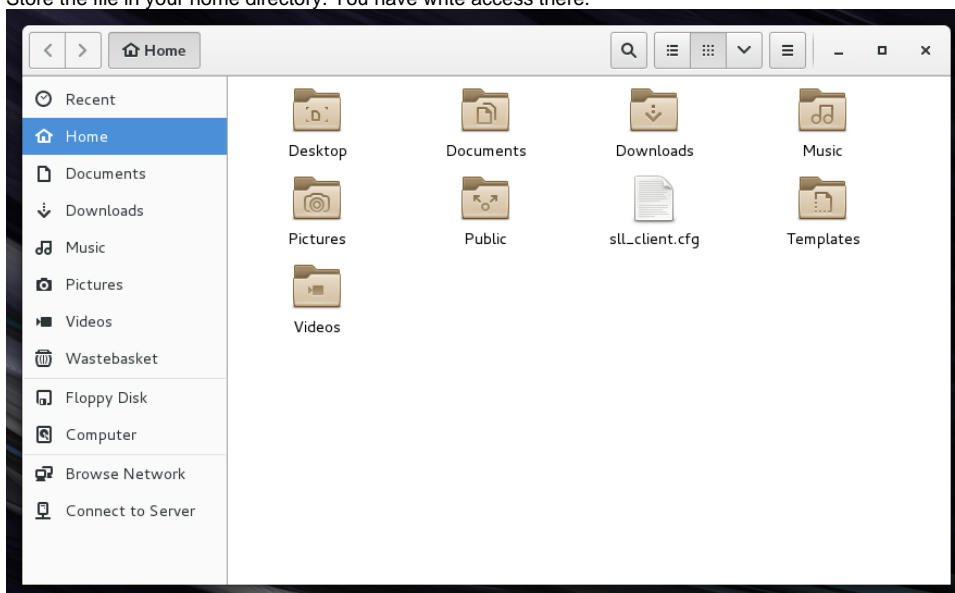 Store the file in your home directory. You have write access there.
Home
Recent
Home
Documents
Downloads
Music
Pictures
Videos
Wastebasket
Floppy Disk
Computer
Browse Network
Connect to Server
Desktop Documents Downloads Music
Pictures Public sll_client.cfg Templates
Videos